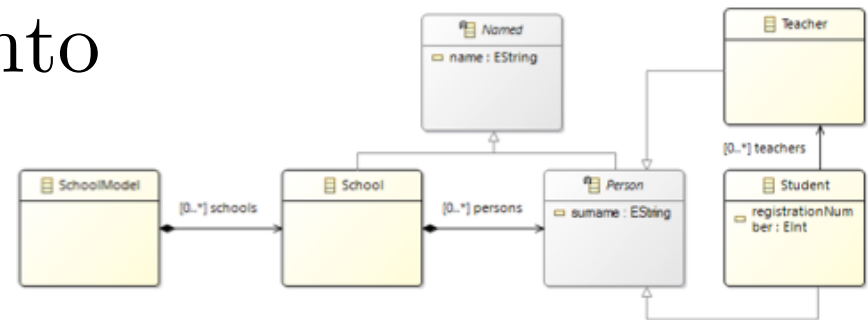 nto
Named
name : EString
Teacher
[0..*] teachers
SchoolModel
[0..*] schools
School
[0..*] persons
Person
surname : EString
Student
registrationNum
ber : EInt